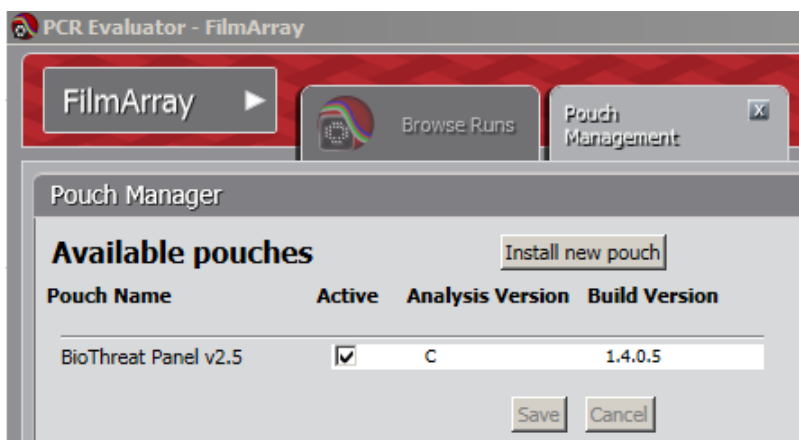 PCR Evaluator - FilmArray
FilmArray
Browse Runs
Pouch
Management
X
Pouch Manager
Available pouches
Install new pouch
Pouch Name Active Analysis Version Build Version
BioThreat Panel v2.5 C 1.4.0.5
Save Cancel